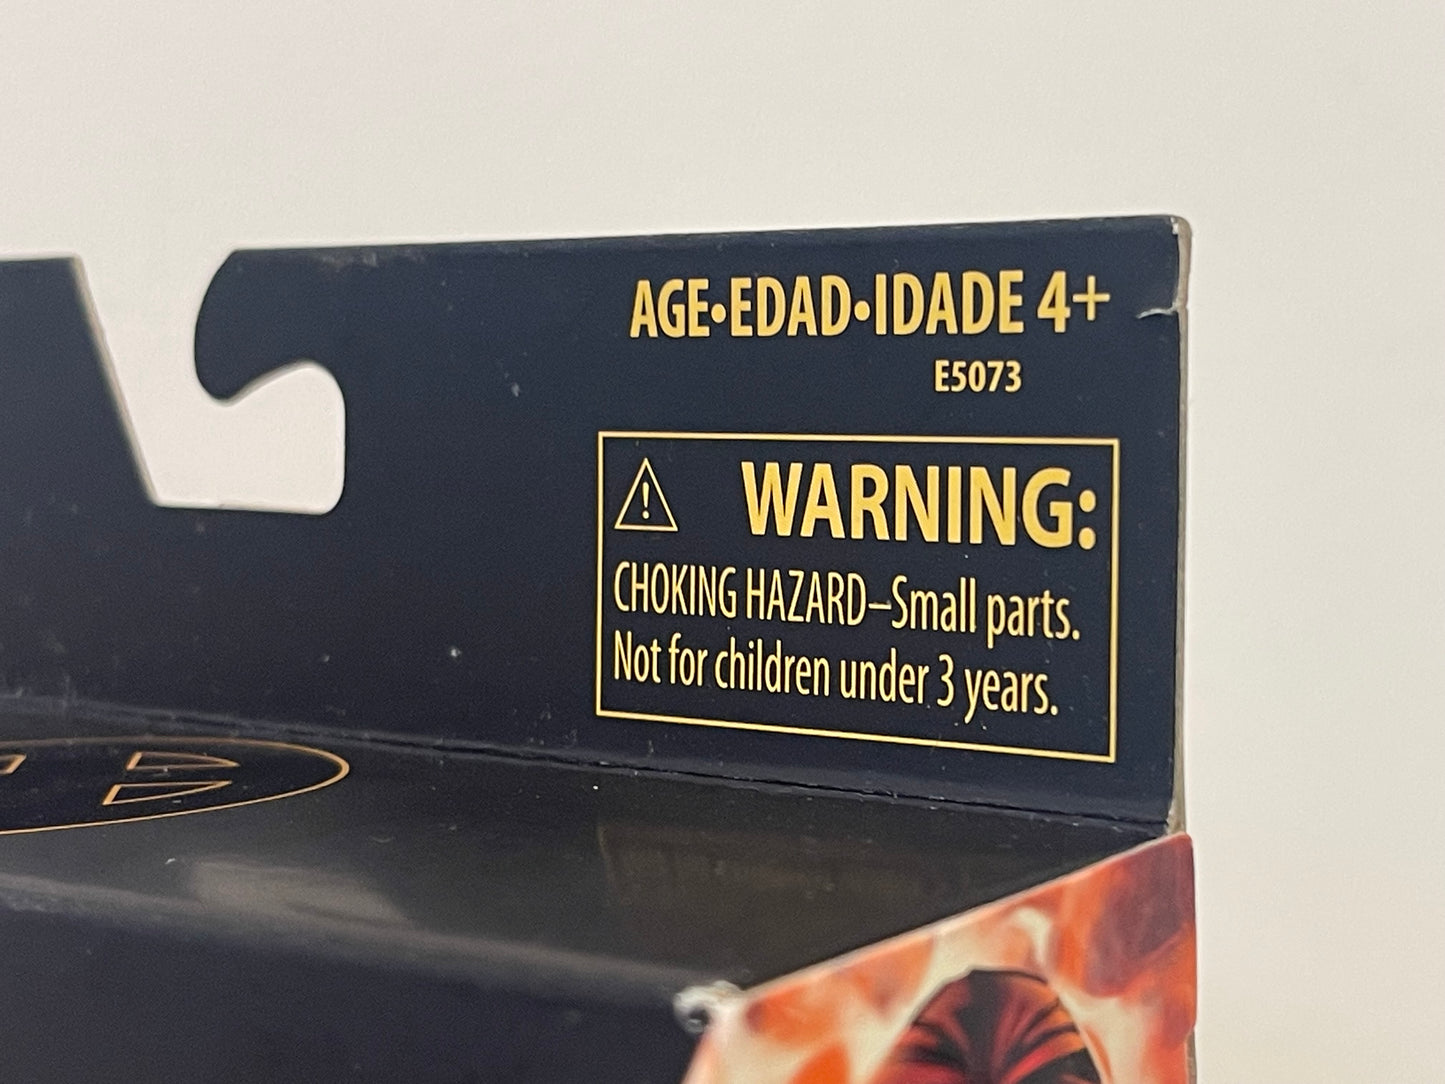 AGE•EDAD•IDADE 4+
E5073
WARNING:
CHOKING HAZARD–Small parts.
Not for children under 3 years.